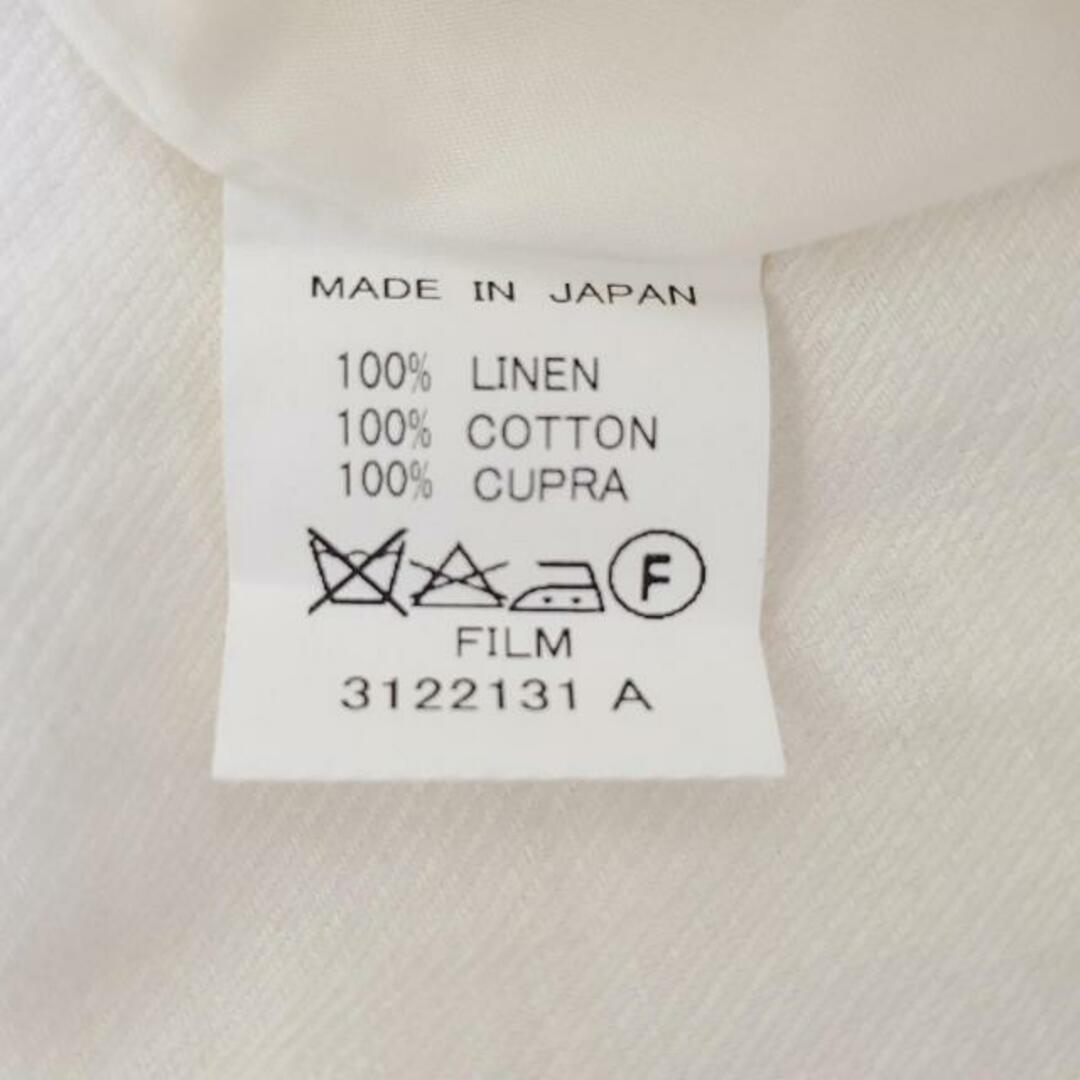 MADE IN JAPAN
100% LINEN
100% COTTON
100% CUPRA
F
FILM
3122131 A